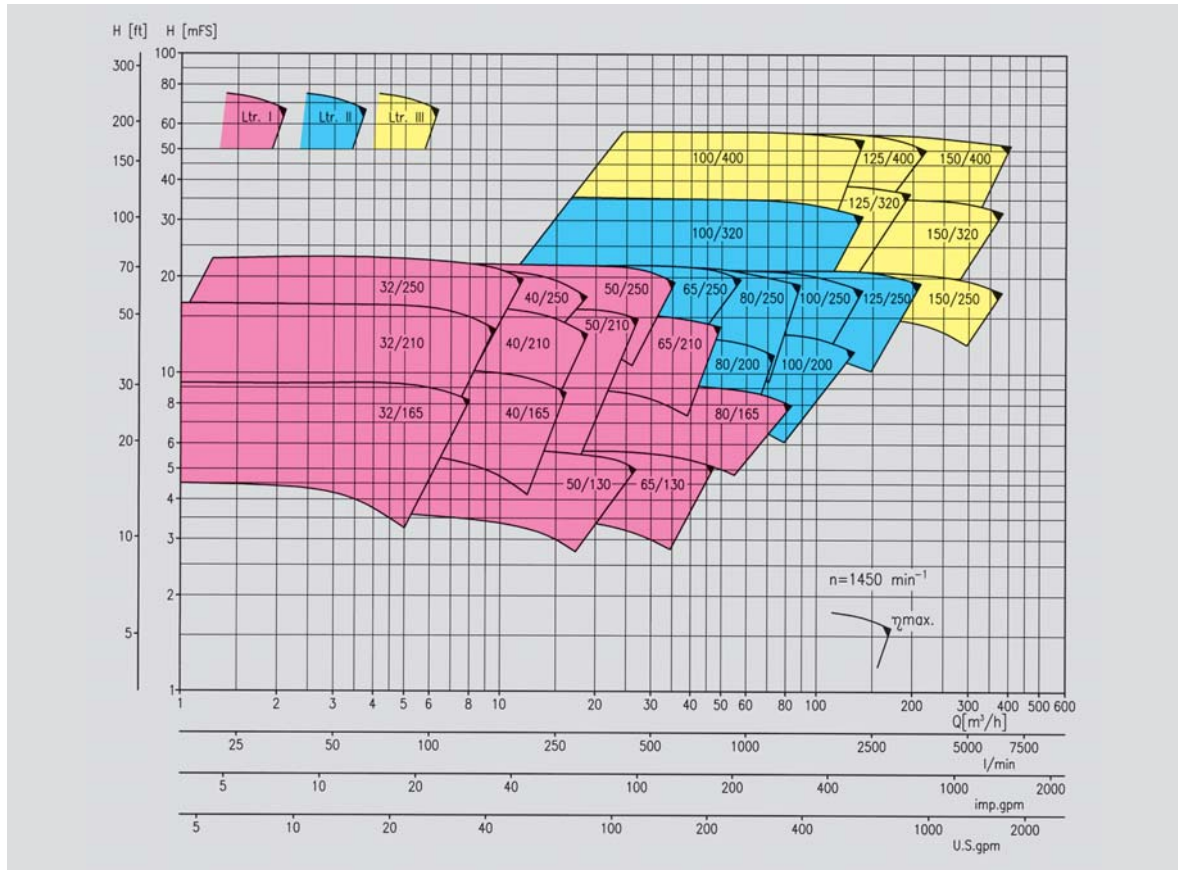 H [ft] H [mFS]
100
300
80
Ltr. I Ltr. II Ltr. III
200
60
50
150
100/400 125/400 150/400
40
100
125/320
30
100/320 150/320
70
20
32/250 40/250 50/250 65/250 80/250 100/250 125/250 150/250
50
50/210
32/210 40/210 65/210
80/200 100/200
10
30
8
32/165 40/165 80/165
20
6
5
50/130 65/130
4
10
3
n=1450 min⁻¹
2
ηmax.
5
1
1 2 3 4 5 6 8 10 20 30 40 50 60 80 100 200 300 400 500 600
Q[m³/h]
25 50 100 250 500 1000 2500 5000 7500
l/min
5 10 20 40 100 200 400 1000 2000
imp.gpm
5 10 20 40 100 200 400 1000 2000
U.S.gpm